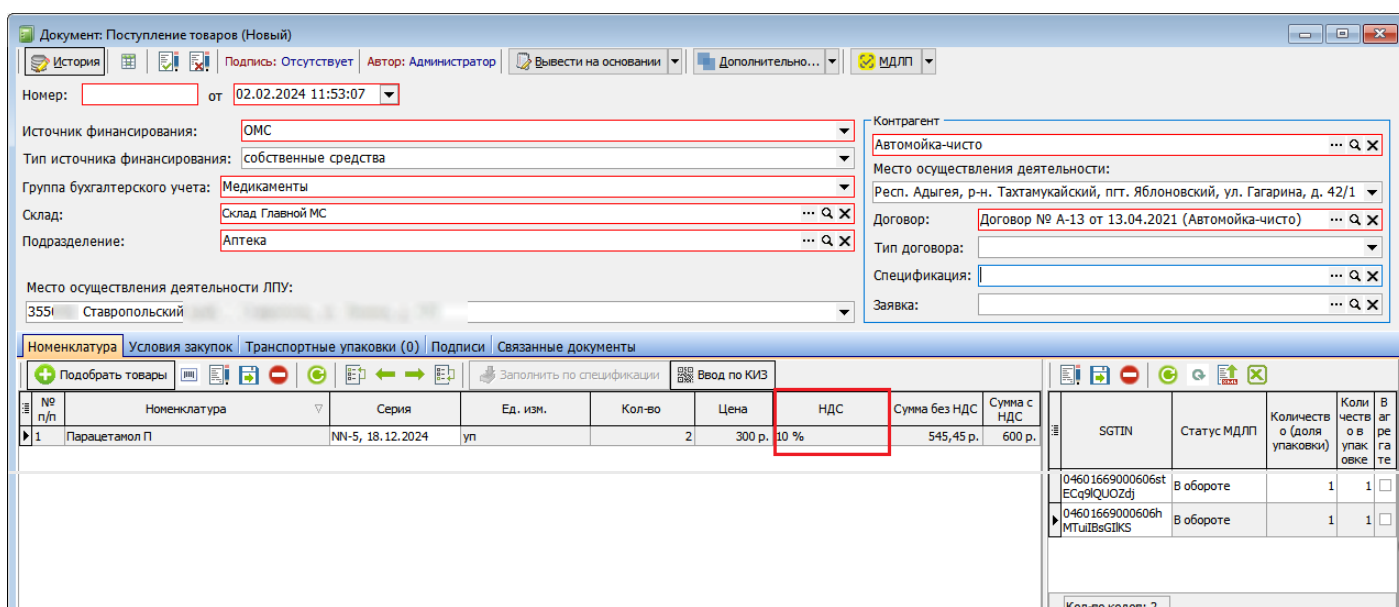 Документ: Поступление товаров (Новый)
История Подпись: Отсутствует Автор: Администратор Вывести на основании Дополнительно... МДЛП
Номер: от 02.02.2024 11:53:07
Источник финансирования: ОМС
Тип источника финансирования: собственные средства
Группа бухгалтерского учета: Медикаменты
Склад: Склад Главной МС
Подразделение: Аптека
Место осуществления деятельности ЛПУ:
Ставропольский
Контрагент
Автомойка-чисто
Место осуществления деятельности:
Респ. Адыгея, р-н. Тахтамукайский, пгт. Яблоновский, ул. Гагарина, д. 42/1
Договор: Договор № А-13 от 13.04.2021 (Автомойка-чисто)
Тип договора:
Спецификация:
Заявка:
Номенклатура Условия закупок Транспортные упаковки (0) Подписи Связанные документы
Подобрать товары Заполнить по спецификации Ввод по КИЗ
№ п/п Номенклатура Серия Ед. изм. Кол-во Цена НДС Сумма без НДС Сумма с НДС
1 Парацетамол П NN-5, 18.12.2024 уп 2 300 р. 10 % 545,45 р. 600 р.
SGTIN Статус МДЛП Количество (доля упаковки) Количество в упаковке В агрегате
04601669000606st
ECq9lQUOZdj В обороте 1 1
04601669000606h
MTuiIBsGIlKS В обороте 1 1